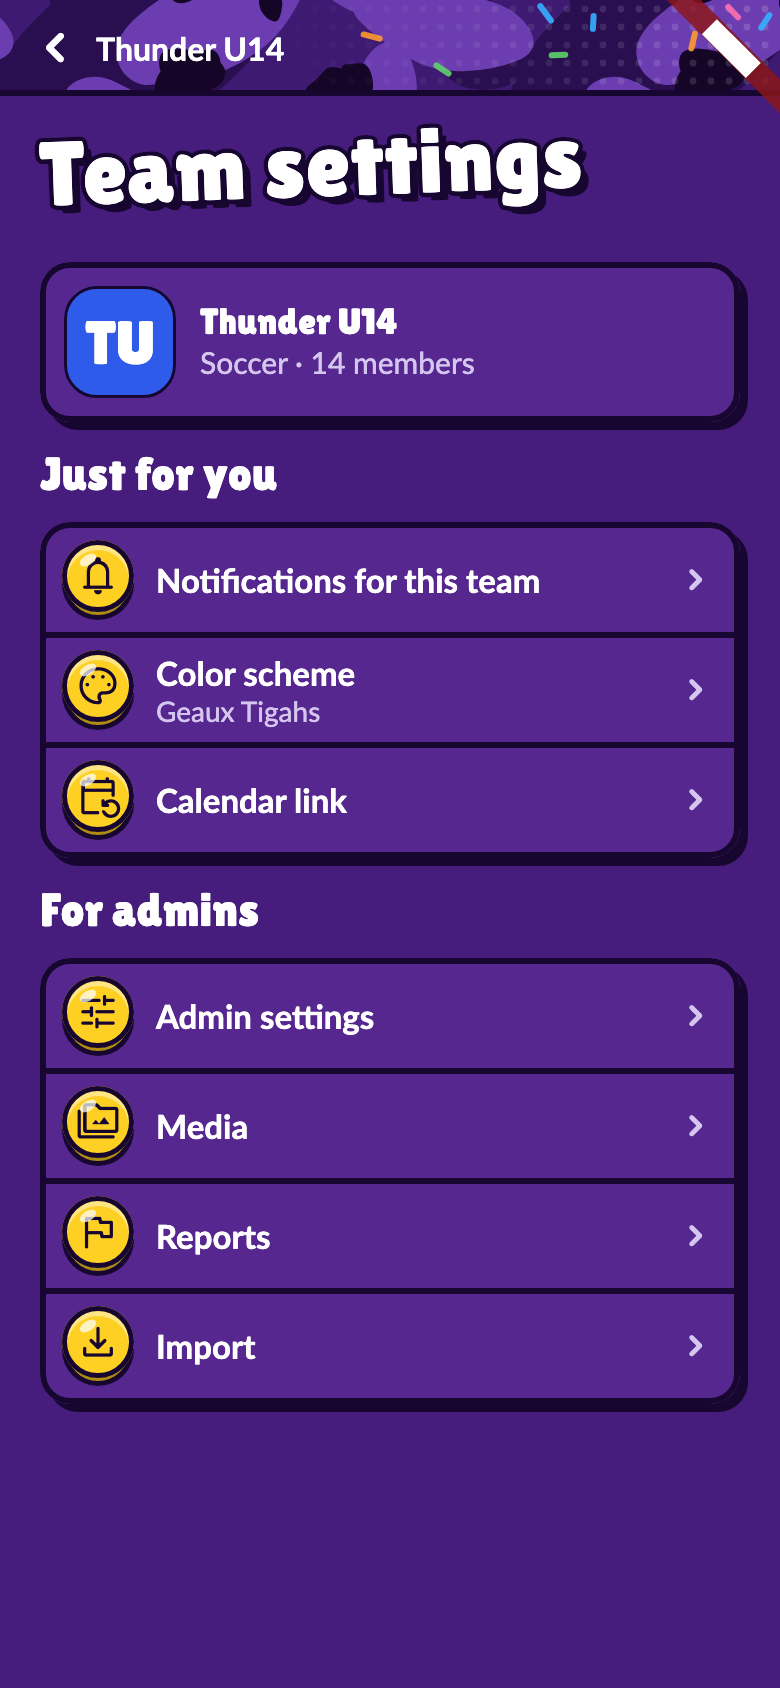 Thunder U14
Team settings
TU
Thunder U14
Soccer · 14 members
Just for you
Notifications for this team
Color scheme
Geaux Tigahs
Calendar link
For admins
Admin settings
Media
Reports
Import